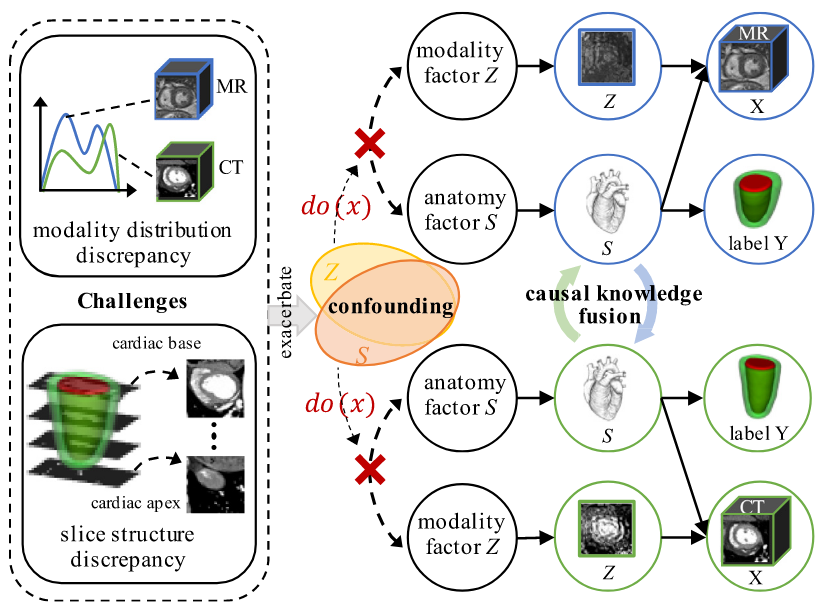 MR
CT
modality distribution
discrepancy
Challenges
cardiac base
cardiac apex
slice structure
discrepancy
exacerbate
do(x)
Z
confounding
S
do(x)
modality
factor Z
Z
MR
X
anatomy
factor S
S
label Y
causal knowledge
fusion
anatomy
factor S
S
label Y
modality
factor Z
Z
CT
X